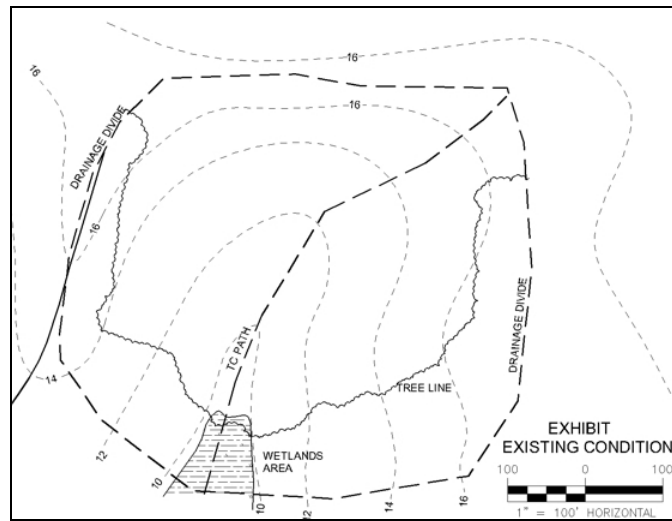 16
16
16
DRAINAGE DIVIDE
16
TC PATH
DRAINAGE DIVIDE
14
TREE LINE
12
10
WETLANDS
AREA
10
12
14
16
EXHIBIT
EXISTING CONDITION
100 0 100
1" = 100' HORIZONTAL